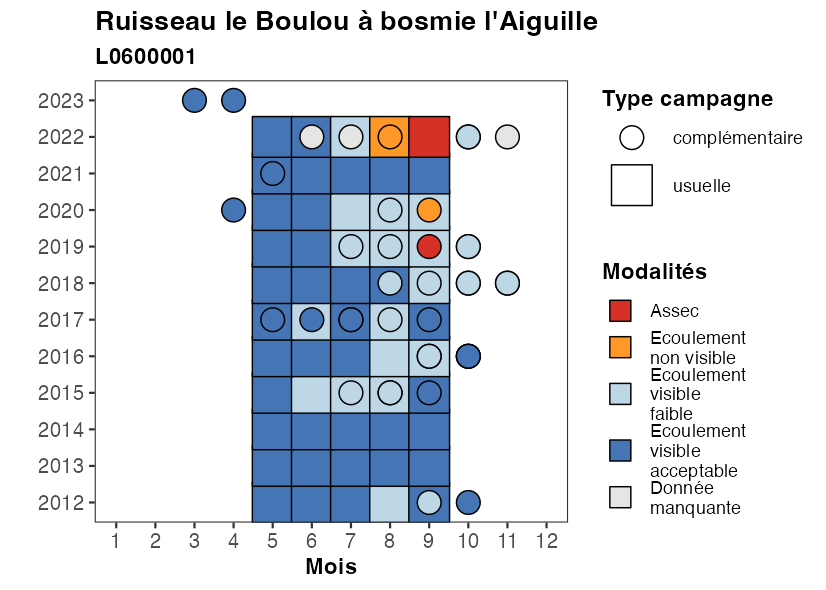 Ruisseau le Boulou à bosmie l'Aiguille
L0600001
2023
2022
2021
2020
2019
2018
2017
2016
2015
2014
2013
2012
1 2 3 4 5 6 7 8 9 10 11 12
Mois
Type campagne
complémentaire
usuelle
Modalités
Assec
Ecoulement
non visible
Ecoulement
visible
faible
Ecoulement
visible
acceptable
Donnée
manquante